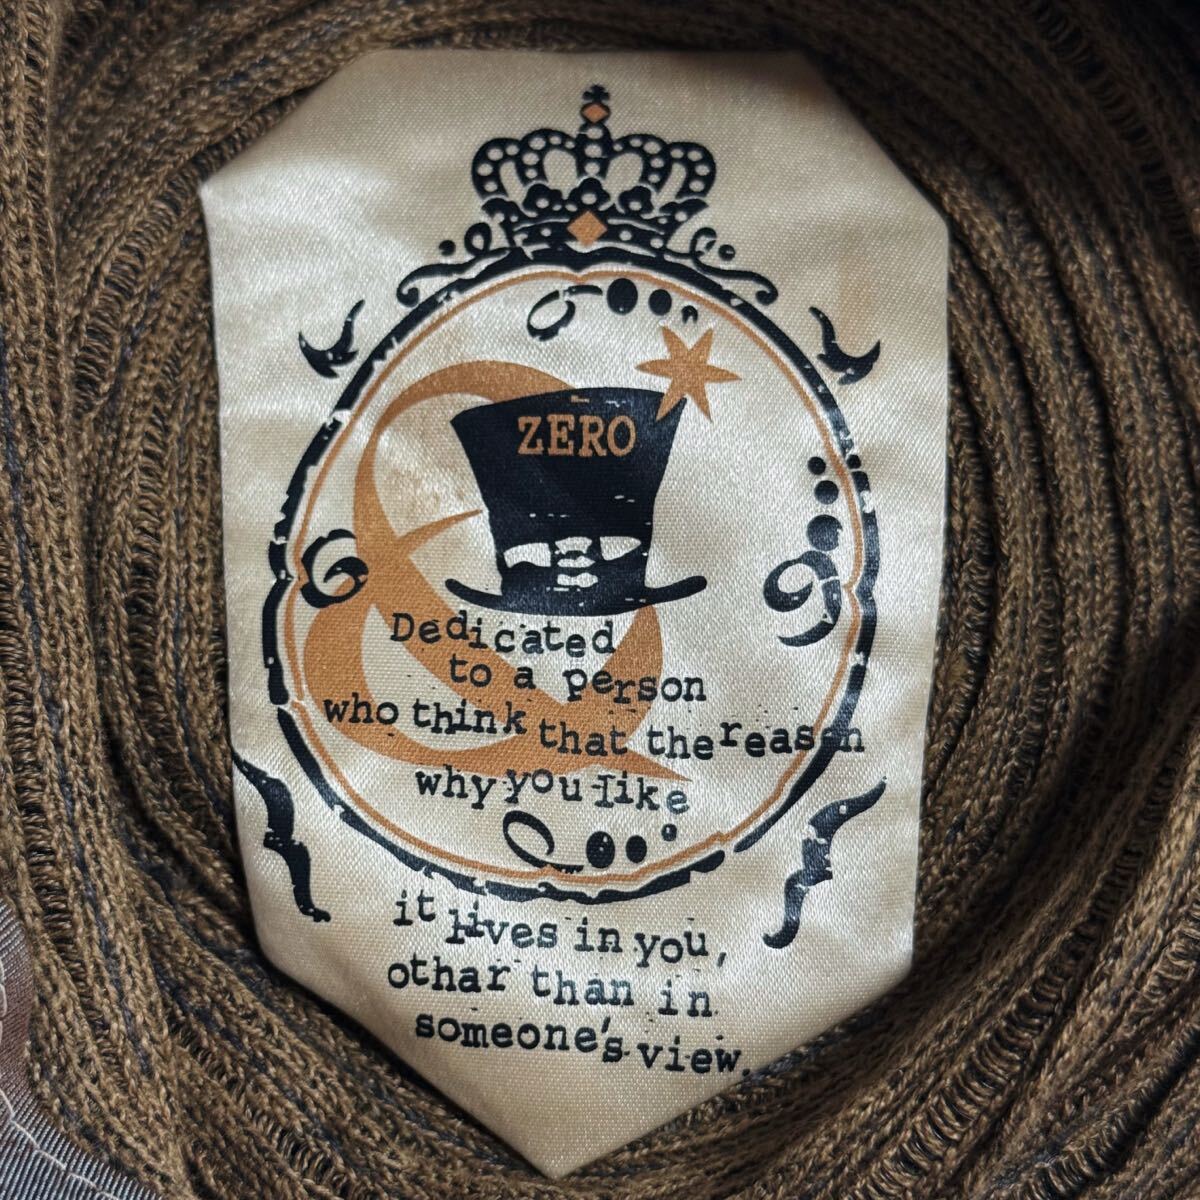 ZERO
Dedicated
to a person
who think that the reason
why you like
it lives in you,
othar than in
someone's view.